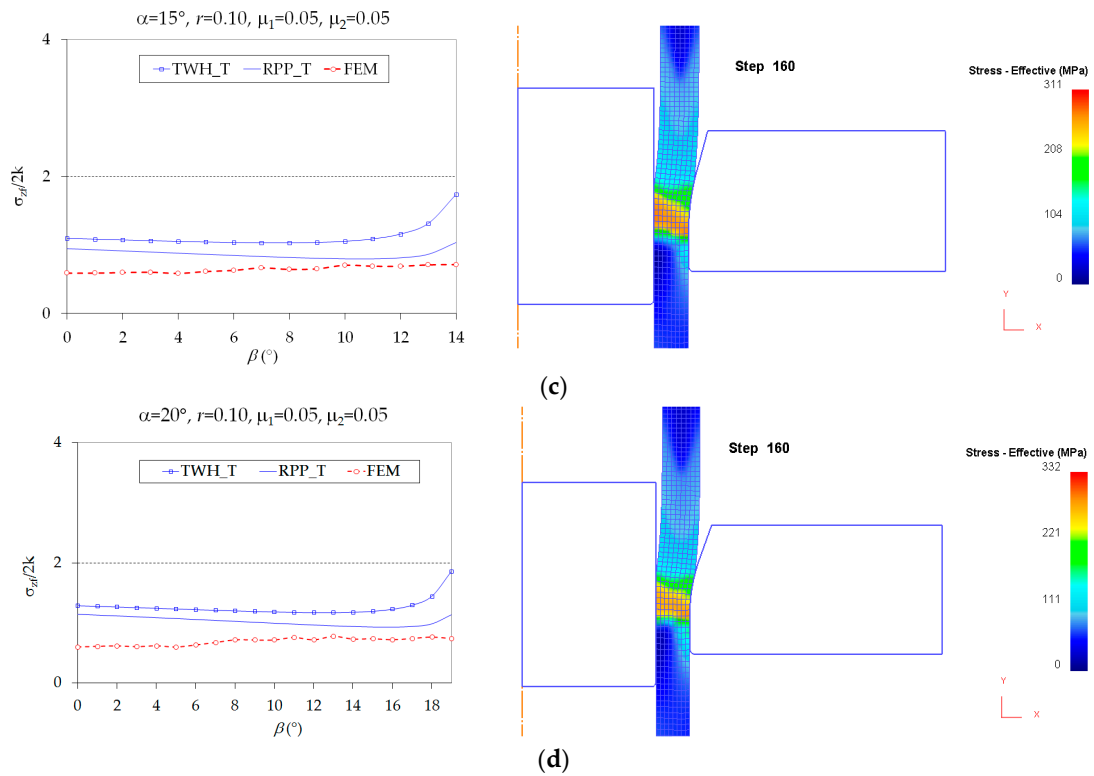 α=15°, r=0.10, μ1=0.05, μ2=0.05
4
2
0
σzf/2k
TWH_T RPP_T FEM
0 2 4 6 8 10 12 14
β (°)
Step 160
Stress - Effective (MPa)
311
208
104
0
Y
X
(c)
α=20°, r=0.10, μ1=0.05, μ2=0.05
4
2
0
σzf/2k
TWH_T RPP_T FEM
0 2 4 6 8 10 12 14 16 18
β (°)
Step 160
Stress - Effective (MPa)
332
221
111
0
Y
X
(d)